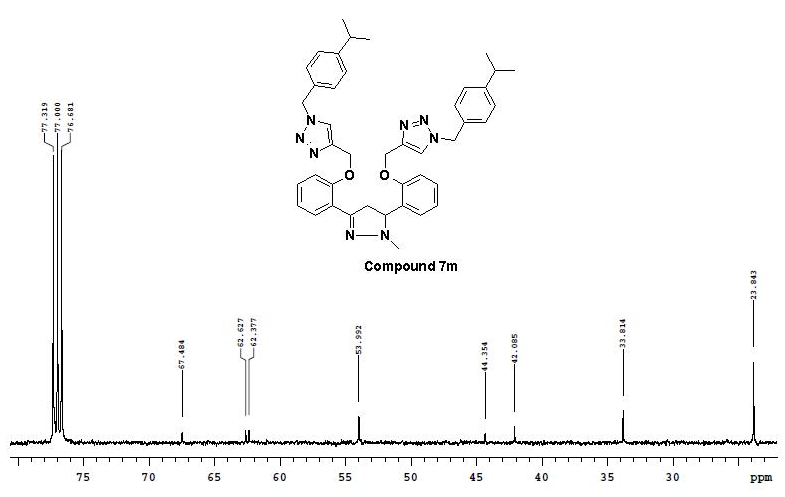 N
N
N
N N
N
O
O
N
N
Compound 7m
77.319
77.000
76.681
67.484
62.627
62.377
53.992
44.354
42.085
33.814
23.843
75 70 65 60 55 50 45 40 35 30 ppm